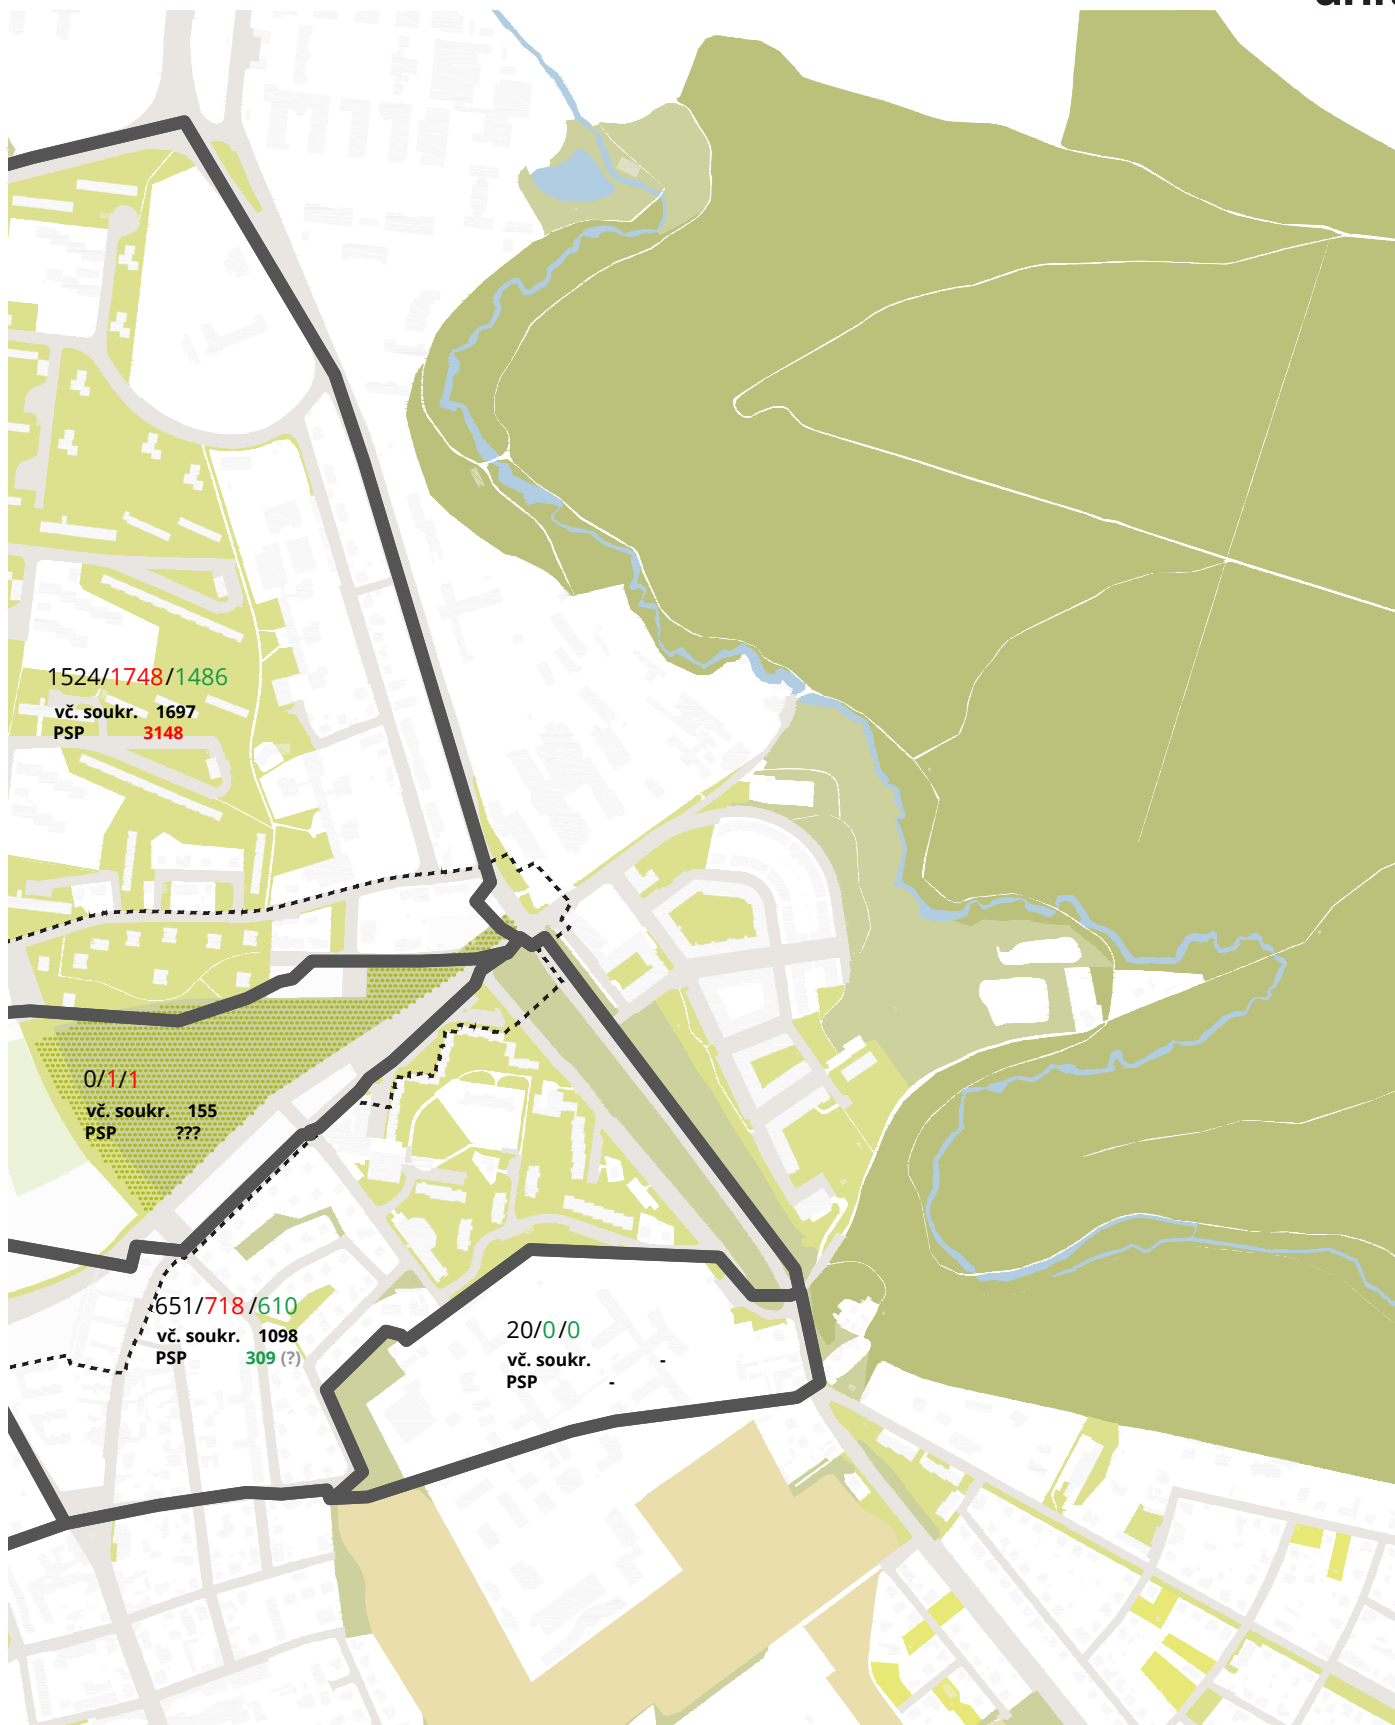 1524/1748/1486
vč. soukr. 1697
PSP 3148
0/1/1
vč. soukr. 155
PSP ???
651/718/610
vč. soukr. 1098
PSP 309 (?)
20/0/0
vč. soukr. -
PSP -